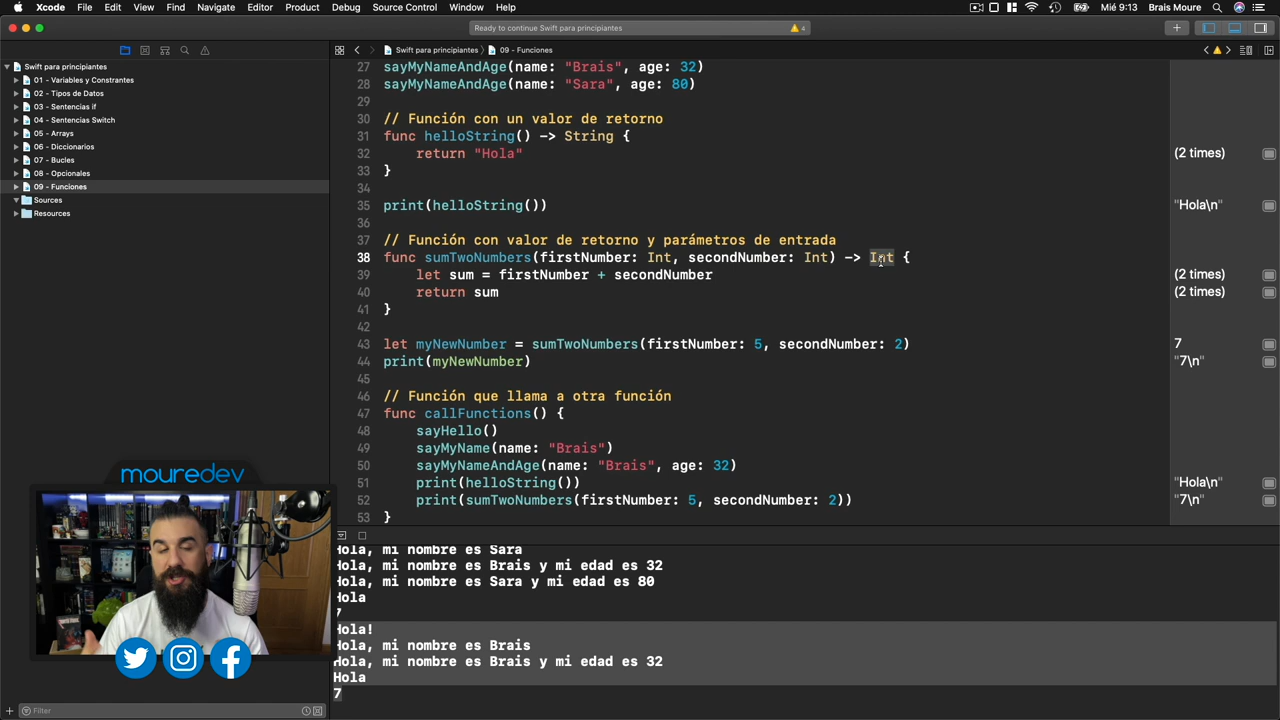 Xcode File Edit View Find Navigate Editor Product Debug Source Control Window Help Mié 9:13 Brais Moure
Ready to continue Swift para principiantes 4
Swift para principiantes 09 - Funciones
Swift para principiantes
01 - Variables y Constrantes
02 - Tipos de Datos
03 - Sentencias if
04 - Sentencias Switch
05 - Arrays
06 - Diccionarios
07 - Bucles
08 - Opcionales
09 - Funciones
Sources
Resources
Filter
27 sayMyNameAndAge(name: "Brais", age: 32)
28 sayMyNameAndAge(name: "Sara", age: 80)
29
30 // Función con un valor de retorno
31 func helloString() -> String {
32 return "Hola" (2 times)
33 }
34
35 print(helloString()) "Hola\n"
36
37 // Función con valor de retorno y parámetros de entrada
38 func sumTwoNumbers(firstNumber: Int, secondNumber: Int) -> Int {
39 let sum = firstNumber + secondNumber (2 times)
40 return sum (2 times)
41 }
42
43 let myNewNumber = sumTwoNumbers(firstNumber: 5, secondNumber: 2) 7
44 print(myNewNumber) "7\n"
45
46 // Función que llama a otra función
47 func callFunctions() {
48 sayHello()
49 sayMyName(name: "Brais")
50 sayMyNameAndAge(name: "Brais", age: 32)
51 print(helloString()) "Hola\n"
52 print(sumTwoNumbers(firstNumber: 5, secondNumber: 2)) "7\n"
53 }
Hola, mi nombre es Sara
Hola, mi nombre es Brais y mi edad es 32
Hola, mi nombre es Sara y mi edad es 80
Hola
7
Hola!
Hola, mi nombre es Brais
Hola, mi nombre es Brais y mi edad es 32
Hola
7
mouredev